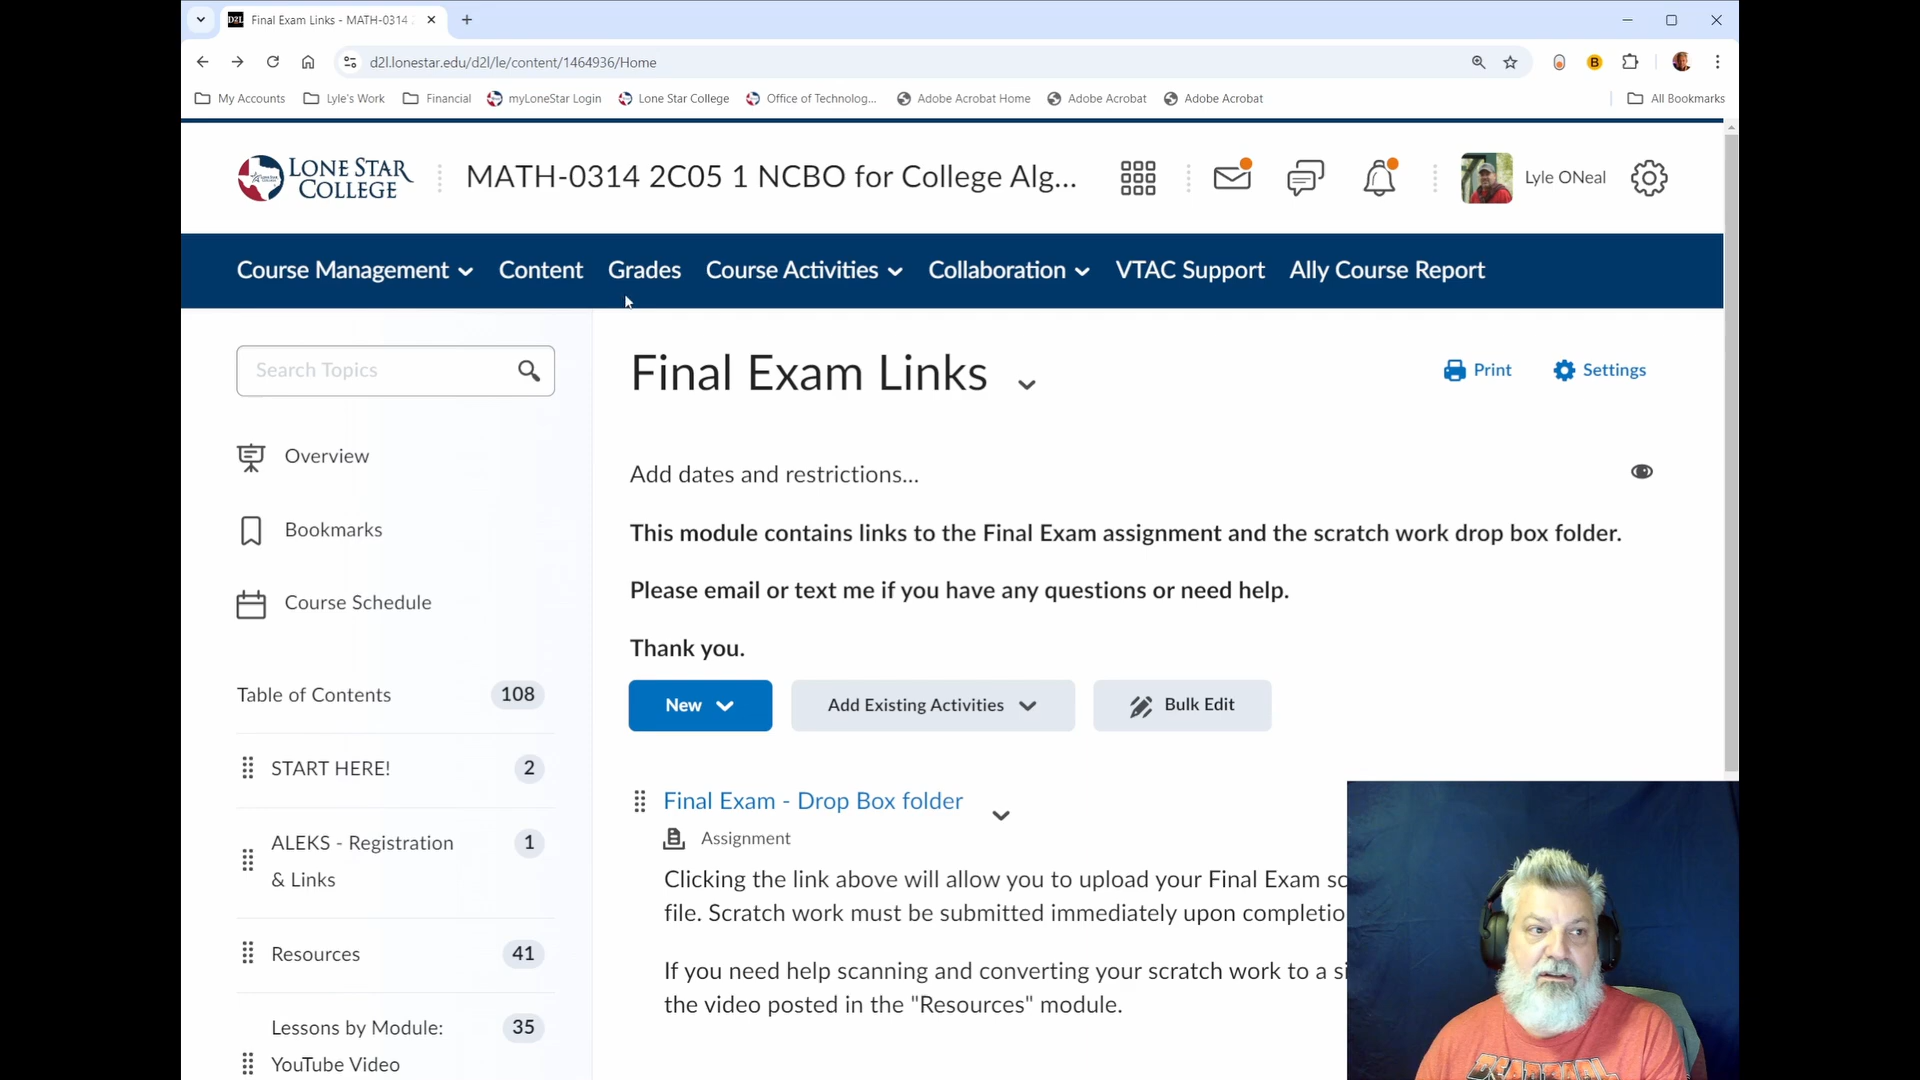 D2L Final Exam Links - MATH-0314
d2l.lonestar.edu/d2l/le/content/1464936/Home
B
My Accounts Lyle's Work Financial myLoneStar Login Lone Star College Office of Technolog... Adobe Acrobat Home Adobe Acrobat Adobe Acrobat All Bookmarks
LONE STAR
COLLEGE
MATH-0314 2C05 1 NCBO for College Alg...
Lyle ONeal
Course Management Content Grades Course Activities Collaboration VTAC Support Ally Course Report
Search Topics
Final Exam Links
Print Settings
Overview
Add dates and restrictions...
Bookmarks
This module contains links to the Final Exam assignment and the scratch work drop box folder.
Course Schedule
Please email or text me if you have any questions or need help.
Thank you.
Table of Contents 108
New Add Existing Activities Bulk Edit
START HERE! 2
Final Exam - Drop Box folder
Assignment
ALEKS - Registration 1
& Links
Clicking the link above will allow you to upload your Final Exam sc
file. Scratch work must be submitted immediately upon completio
Resources 41
If you need help scanning and converting your scratch work to a si
the video posted in the "Resources" module.
Lessons by Module: 35
YouTube Video